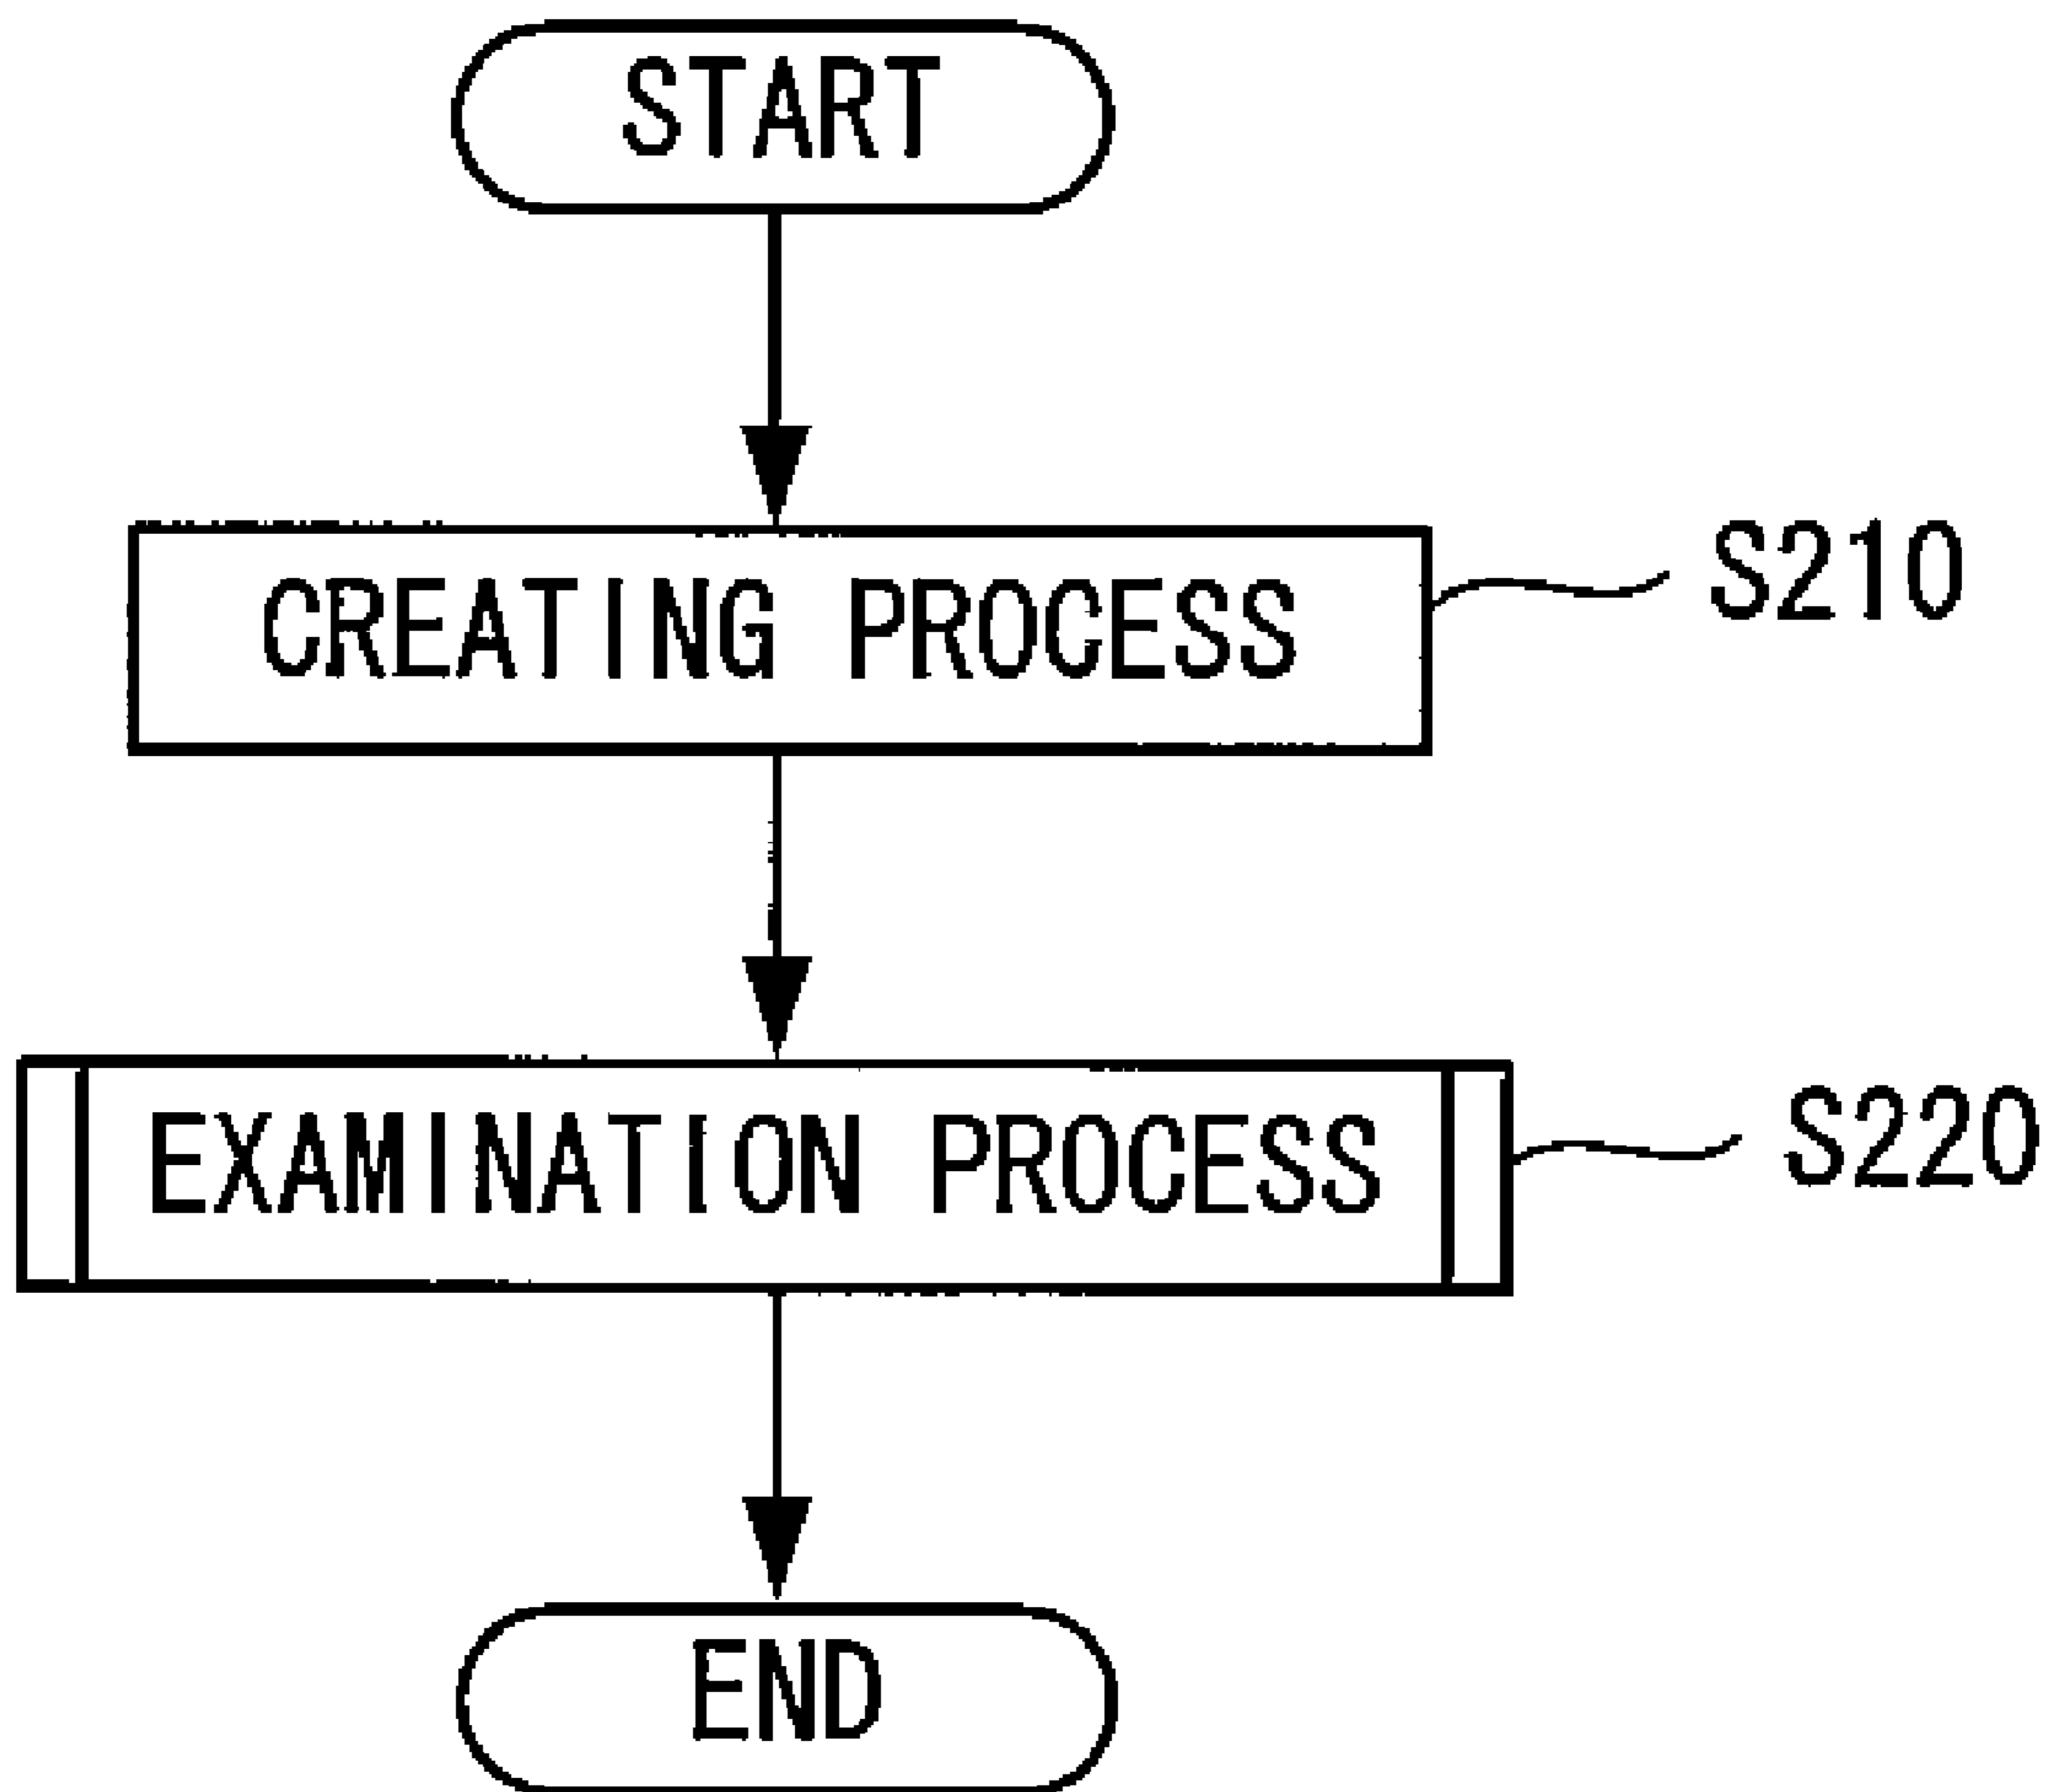 START
CREATING PROCESS
S210
EXAMINATION PROCESS
S220
END